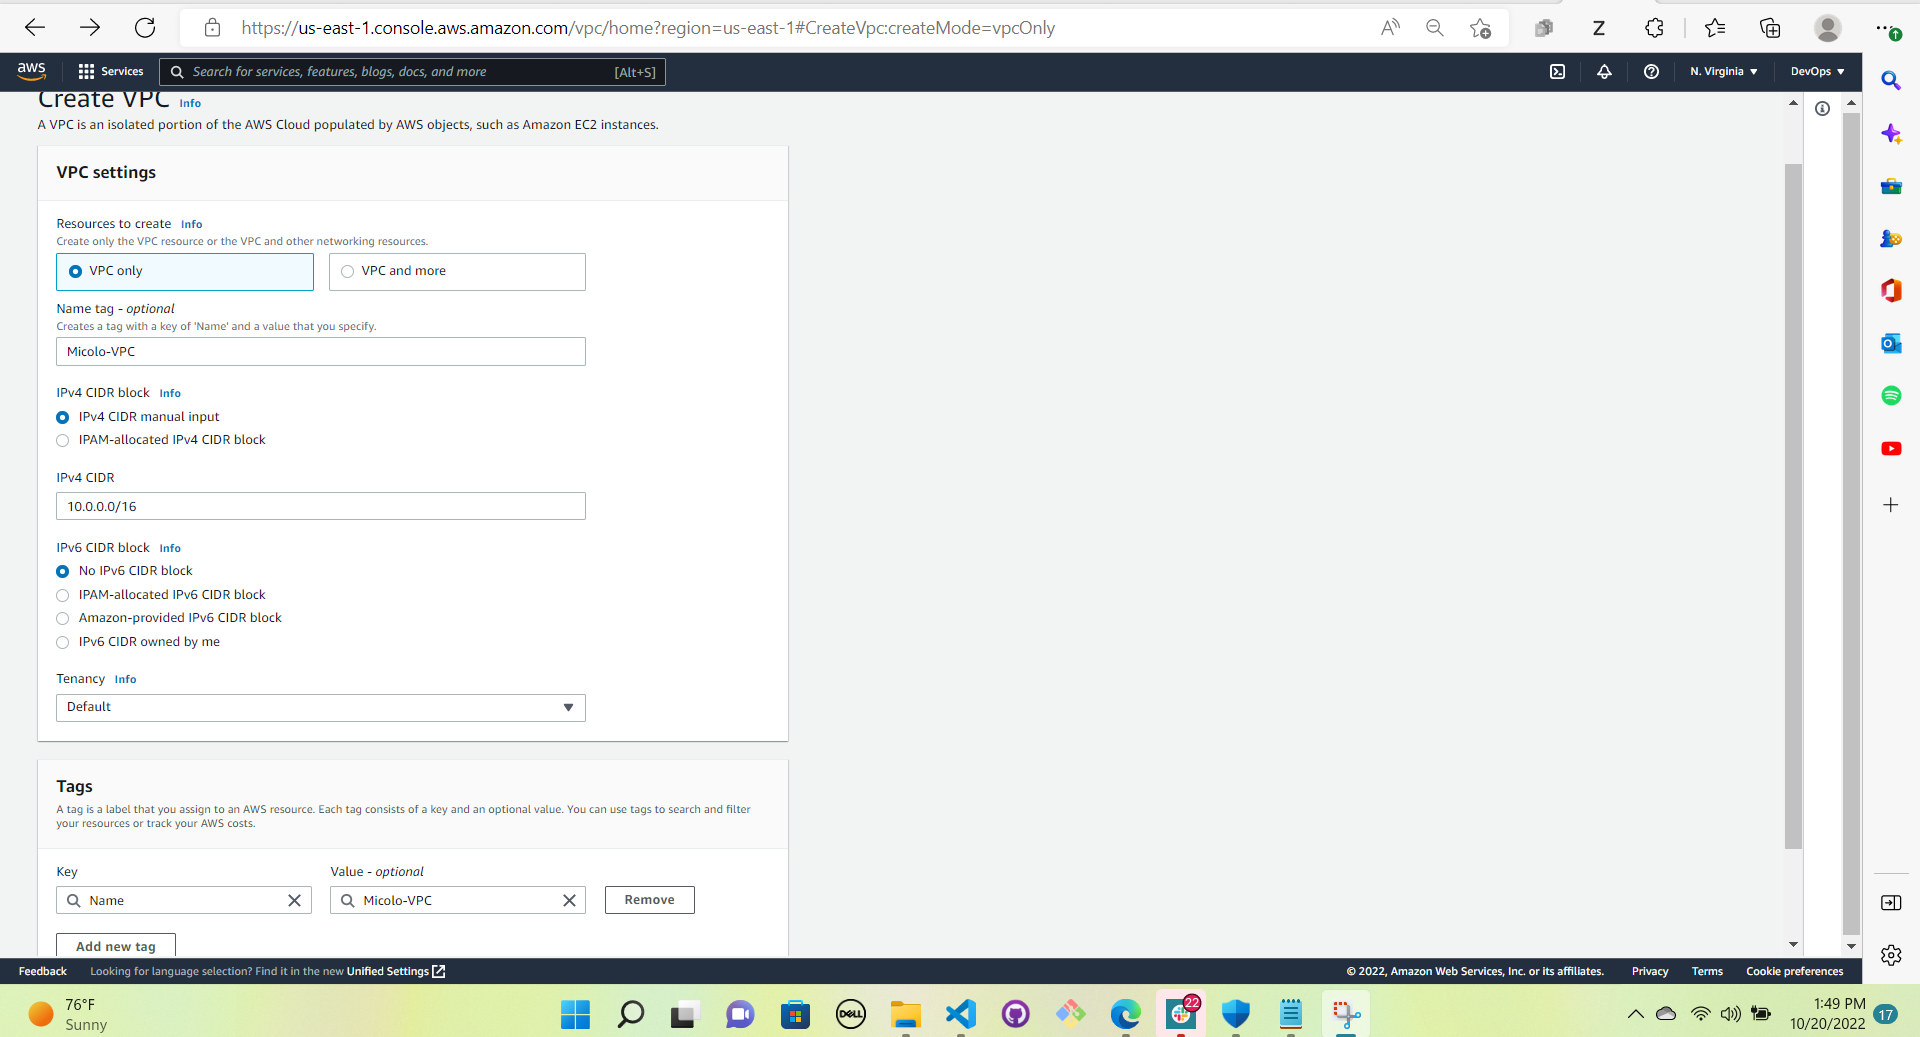 https://us-east-1.console.aws.amazon.com/vpc/home?region=us-east-1#CreateVpc:createMode=vpcOnly
aws
Services
Search for services, features, blogs, docs, and more
[Alt+S]
N. Virginia
DevOps
Create VPC Info
A VPC is an isolated portion of the AWS Cloud populated by AWS objects, such as Amazon EC2 instances.
VPC settings
Resources to create Info
Create only the VPC resource or the VPC and other networking resources.
VPC only
VPC and more
Name tag - optional
Creates a tag with a key of 'Name' and a value that you specify.
Micolo-VPC
IPv4 CIDR block Info
IPv4 CIDR manual input
IPAM-allocated IPv4 CIDR block
IPv4 CIDR
10.0.0.0/16
IPv6 CIDR block Info
No IPv6 CIDR block
IPAM-allocated IPv6 CIDR block
Amazon-provided IPv6 CIDR block
IPv6 CIDR owned by me
Tenancy Info
Default
Tags
A tag is a label that you assign to an AWS resource. Each tag consists of a key and an optional value. You can use tags to search and filter
your resources or track your AWS costs.
Key
Value - optional
Name
Micolo-VPC
Remove
Add new tag
Feedback
Looking for language selection? Find it in the new Unified Settings
© 2022, Amazon Web Services, Inc. or its affiliates.
Privacy
Terms
Cookie preferences
76°F
Sunny
DELL
22
1:49 PM
10/20/2022
17